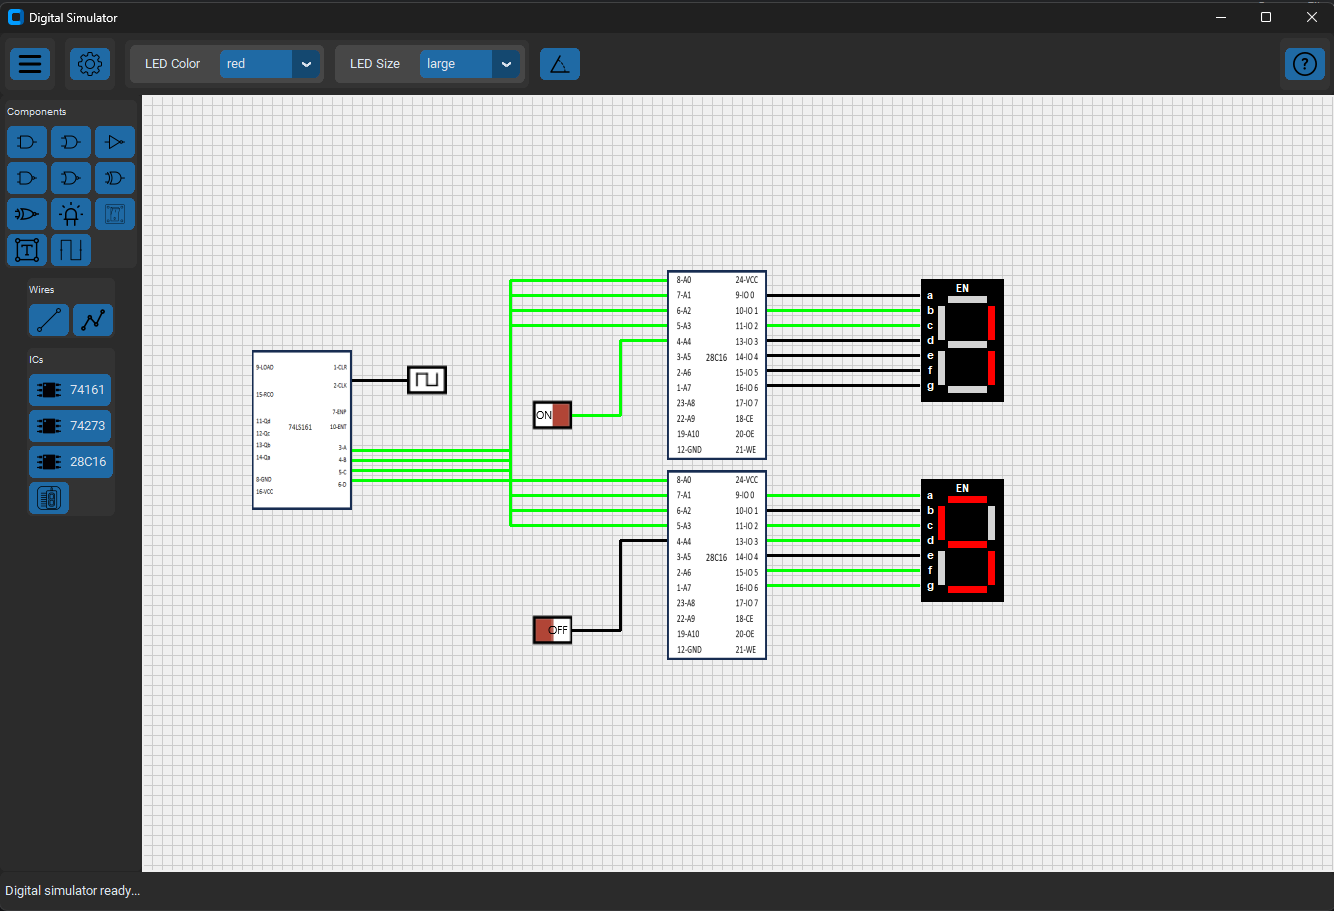 Digital Simulator
LED Color
red
LED Size
large
?
Components
T
Wires
ICs
74161
74273
28C16
9-LOAD 1-CLR
2-CLK
15-RCO
7-ENP
11-Qd 10-ENT
12-Qc 74LS161
13-Qb 3-A
14-Qa 4-B
5-C
8-GND 6-D
16-VCC
ON
OFF
8-A0 24-VCC
7-A1 9-IO 0
6-A2 10-IO 1
5-A3 11-IO 2
4-A4 13-IO 3
3-A5 28C16 14-IO 4
2-A6 15-IO 5
1-A7 16-IO 6
23-A8 17-IO 7
22-A9 18-CE
19-A10 20-OE
12-GND 21-WE
EN
a
b
c
d
e
f
g
8-A0 24-VCC
7-A1 9-IO 0
6-A2 10-IO 1
5-A3 11-IO 2
4-A4 13-IO 3
3-A5 28C16 14-IO 4
2-A6 15-IO 5
1-A7 16-IO 6
23-A8 17-IO 7
22-A9 18-CE
19-A10 20-OE
12-GND 21-WE
EN
a
b
c
d
e
f
g
Digital simulator ready...